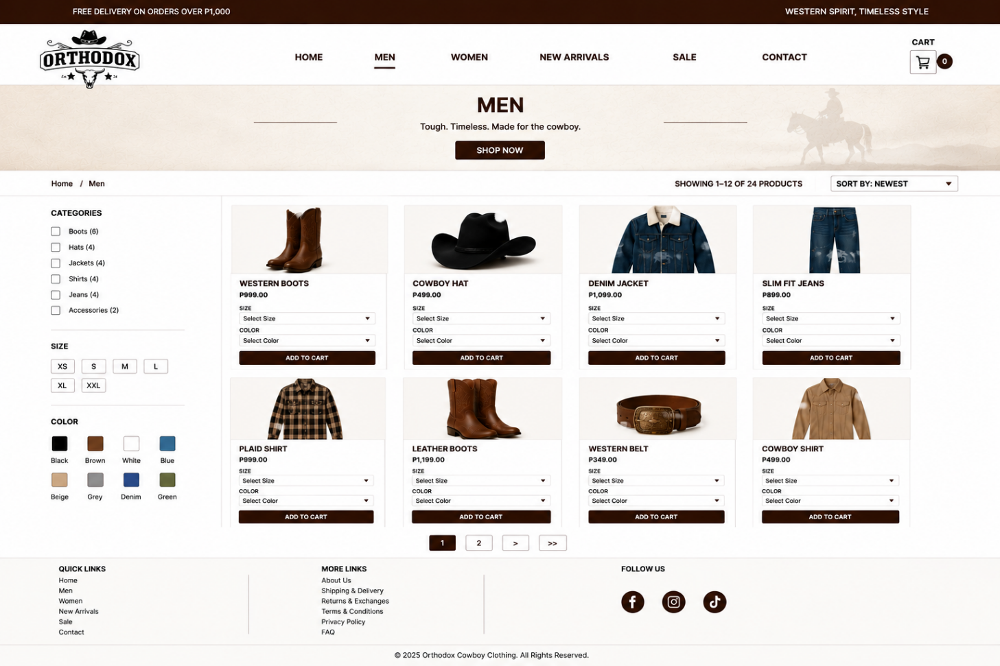 FREE DELIVERY ON ORDERS OVER P1,000
WESTERN SPIRIT, TIMELESS STYLE
ORTHODOX
Est. 24
HOME
MEN
WOMEN
NEW ARRIVALS
SALE
CONTACT
CART
0
MEN
Tough. Timeless. Made for the cowboy.
SHOP NOW
Home / Men
SHOWING 1–12 OF 24 PRODUCTS
SORT BY: NEWEST
CATEGORIES
Boots (6)
Hats (4)
Jackets (4)
Shirts (4)
Jeans (4)
Accessories (2)
SIZE
XS S M L
XL XXL
COLOR
Black Brown White Blue
Beige Grey Denim Green
WESTERN BOOTS
P999.00
SIZE
Select Size
COLOR
Select Color
ADD TO CART
COWBOY HAT
P499.00
SIZE
Select Size
COLOR
Select Color
ADD TO CART
DENIM JACKET
P1,099.00
SIZE
Select Size
COLOR
Select Color
ADD TO CART
SLIM FIT JEANS
P899.00
SIZE
Select Size
COLOR
Select Color
ADD TO CART
PLAID SHIRT
P999.00
SIZE
Select Size
COLOR
Select Color
ADD TO CART
LEATHER BOOTS
P1,199.00
SIZE
Select Size
COLOR
Select Color
ADD TO CART
WESTERN BELT
P349.00
SIZE
Select Size
COLOR
Select Color
ADD TO CART
COWBOY SHIRT
P499.00
SIZE
Select Size
COLOR
Select Color
ADD TO CART
1 2 > >>
QUICK LINKS
Home
Men
Women
New Arrivals
Sale
Contact
MORE LINKS
About Us
Shipping & Delivery
Returns & Exchanges
Terms & Conditions
Privacy Policy
FAQ
FOLLOW US
© 2025 Orthodox Cowboy Clothing. All Rights Reserved.